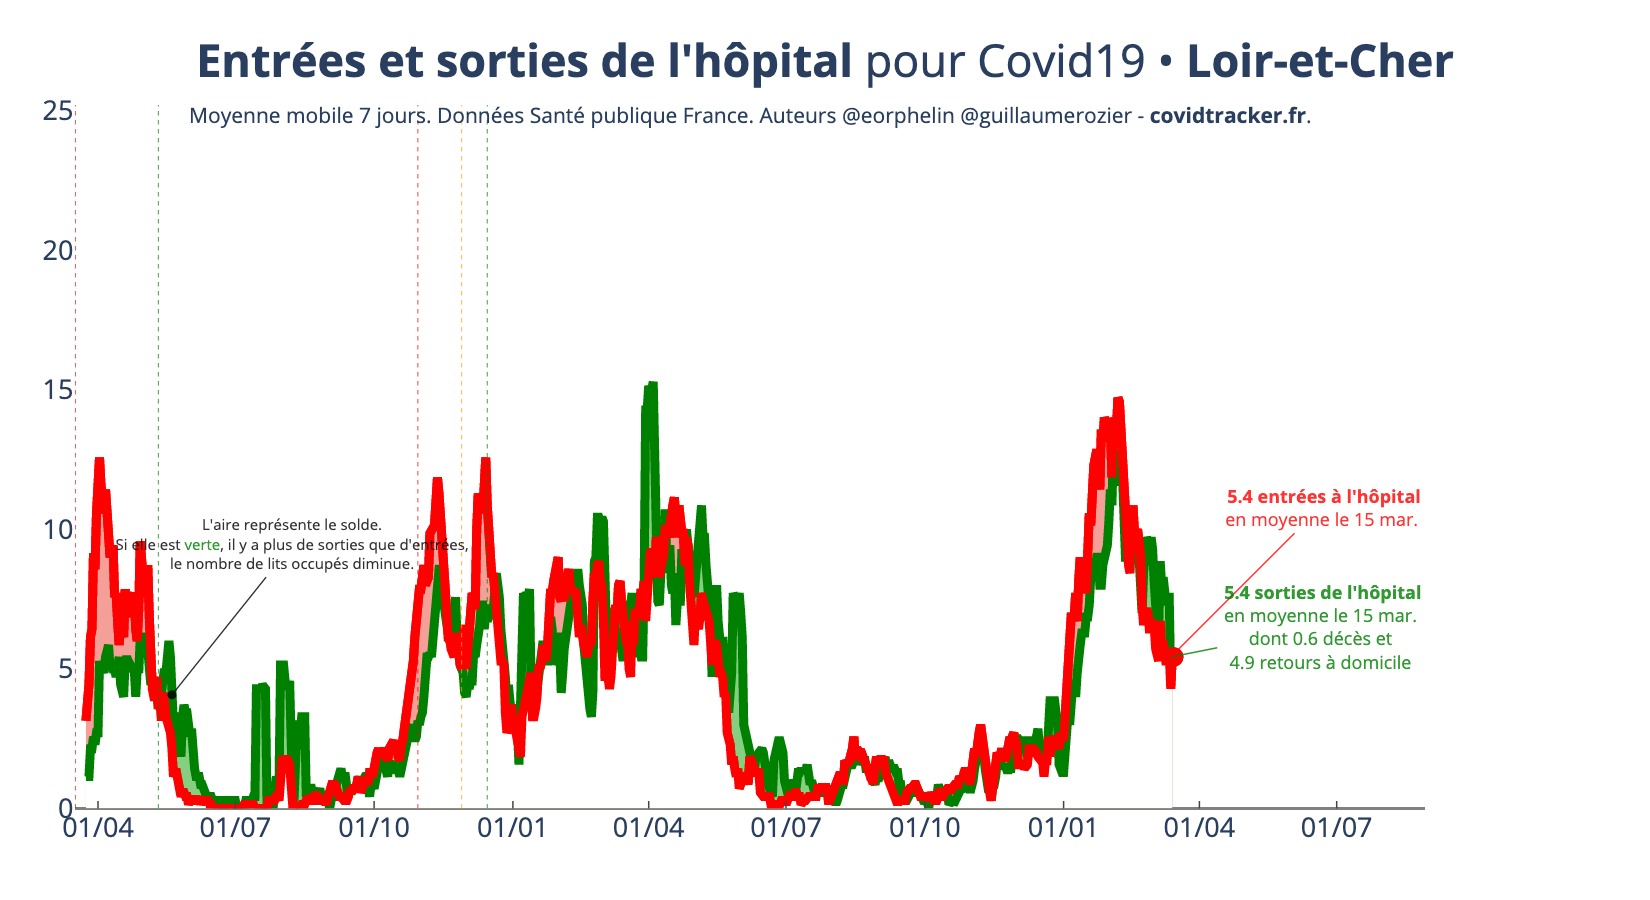 Entrées et sorties de l'hôpital pour Covid19 • Loir-et-Cher
Moyenne mobile 7 jours. Données Santé publique France. Auteurs @eorphelin @guillaumerozier - covidtracker.fr.
25
20
15
10
5
0
L'aire représente le solde.
Si elle est verte, il y a plus de sorties que d'entrées,
le nombre de lits occupés diminue.
5.4 entrées à l'hôpital
en moyenne le 15 mar.
5.4 sorties de l'hôpital
en moyenne le 15 mar.
dont 0.6 décès et
4.9 retours à domicile
01/04 01/07 01/10 01/01 01/04 01/07 01/10 01/01 01/04 01/07